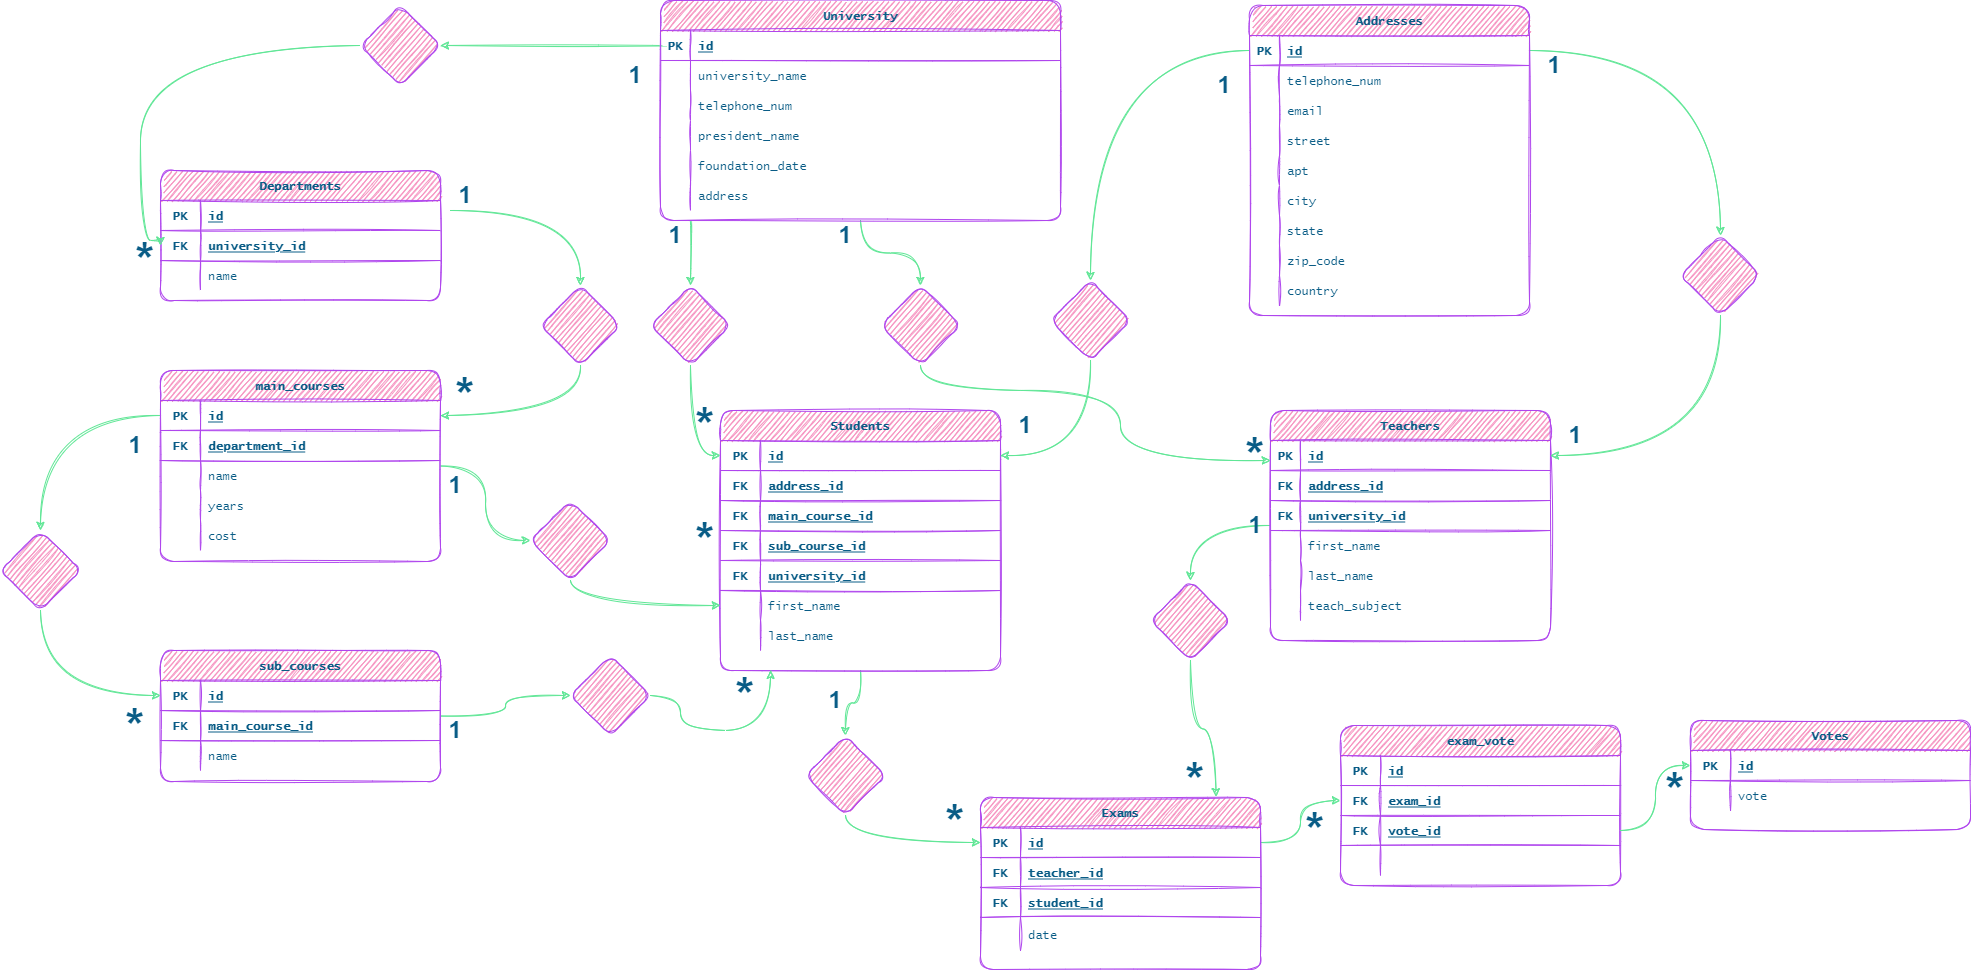 University
PK id
university_name
telephone_num
president_name
foundation_date
address
1
1
1
Addresses
PK id
telephone_num
email
street
apt
city
state
zip_code
country
1
1
Departments
PK id
FK university_id
name
1
*
main_courses
PK id
FK department_id
name
years
cost
*
1
1
Students
PK id
FK address_id
FK main_course_id
FK sub_course_id
FK university_id
first_name
last_name
*
*
1
*
1
Teachers
PK id
FK address_id
FK university_id
first_name
last_name
teach_subject
*
1
1
sub_courses
PK id
FK main_course_id
name
*
1
Exams
PK id
FK teacher_id
FK student_id
date
*
*
exam_vote
PK id
FK exam_id
FK vote_id
*
Votes
PK id
vote
*